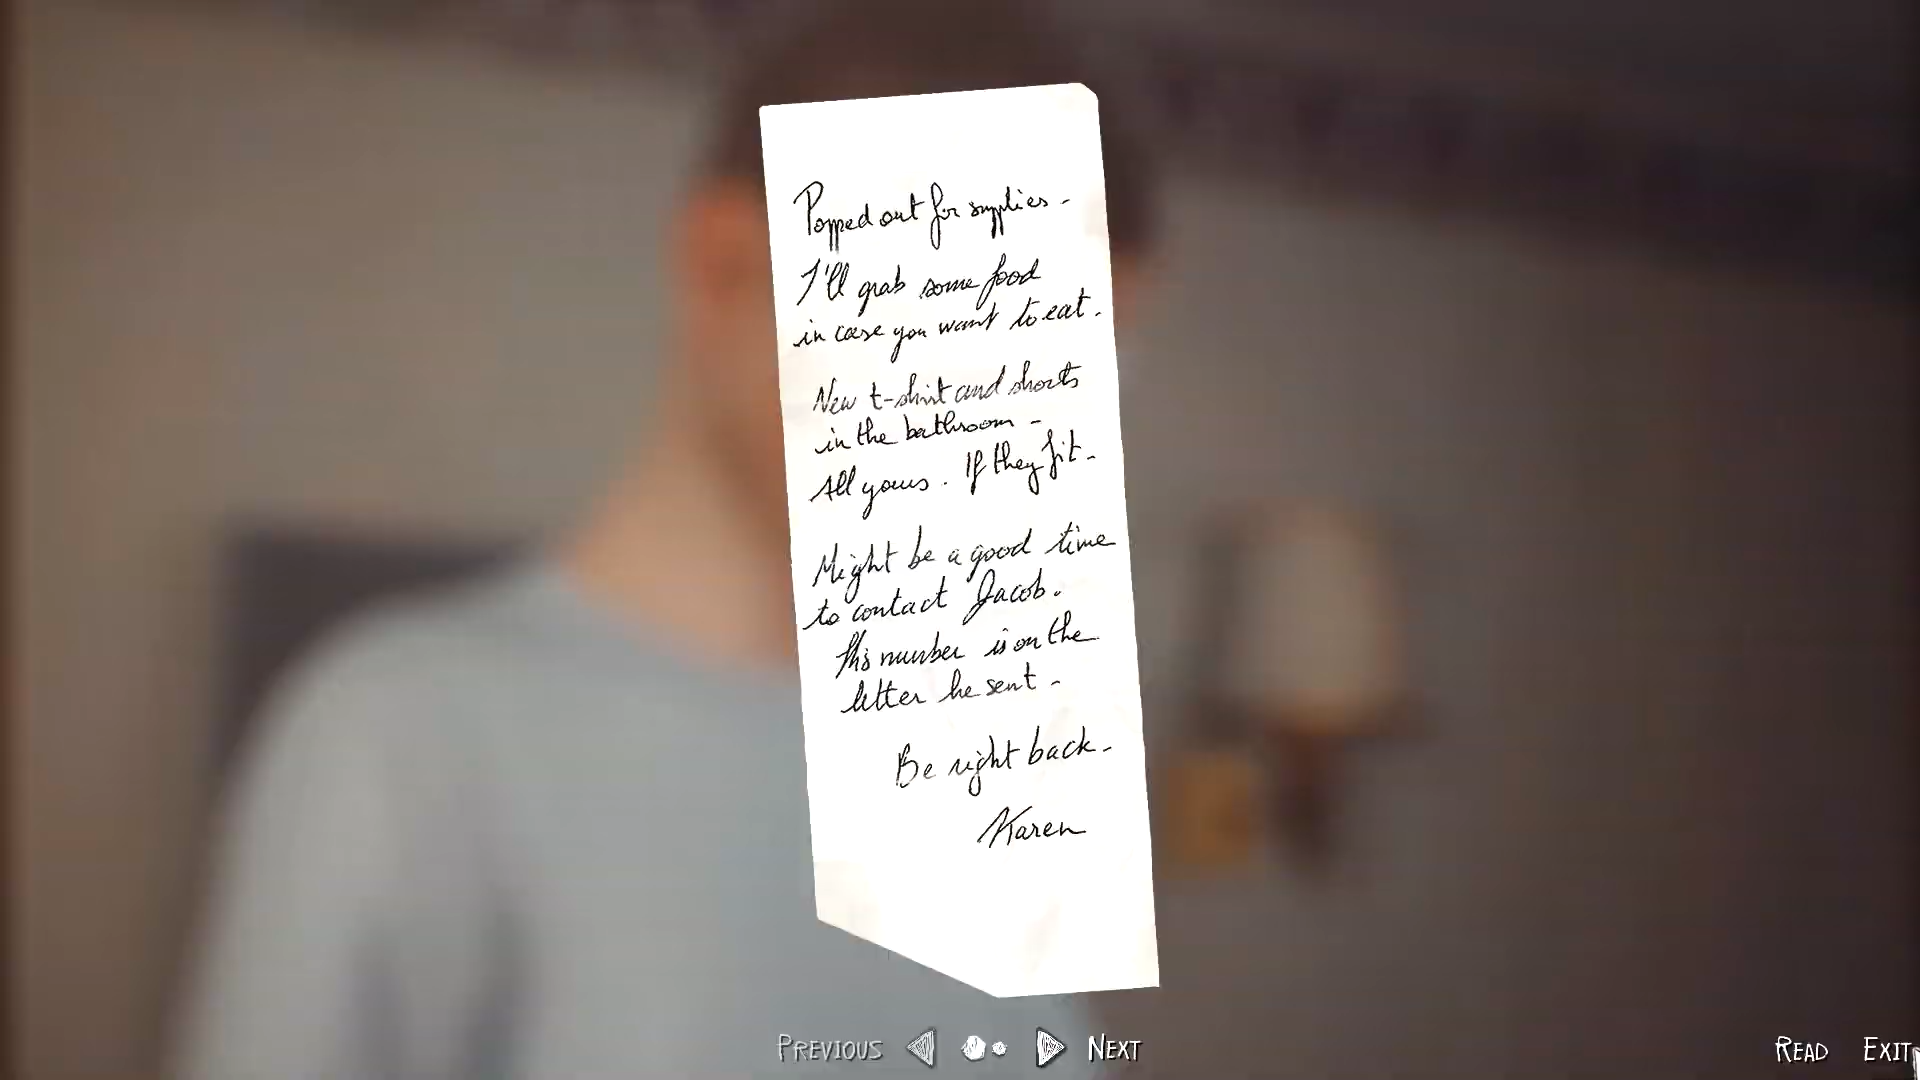 Popped out for supplies -
I'll grab some food
in case you want to eat.
New t-shirt and shorts
in the bathroom -
All yours. If they fit -
Might be a good time
to contact Jacob.
His number is on the
letter he sent -
Be right back -
Karen
PREVIOUS
NEXT
READ
EXIT